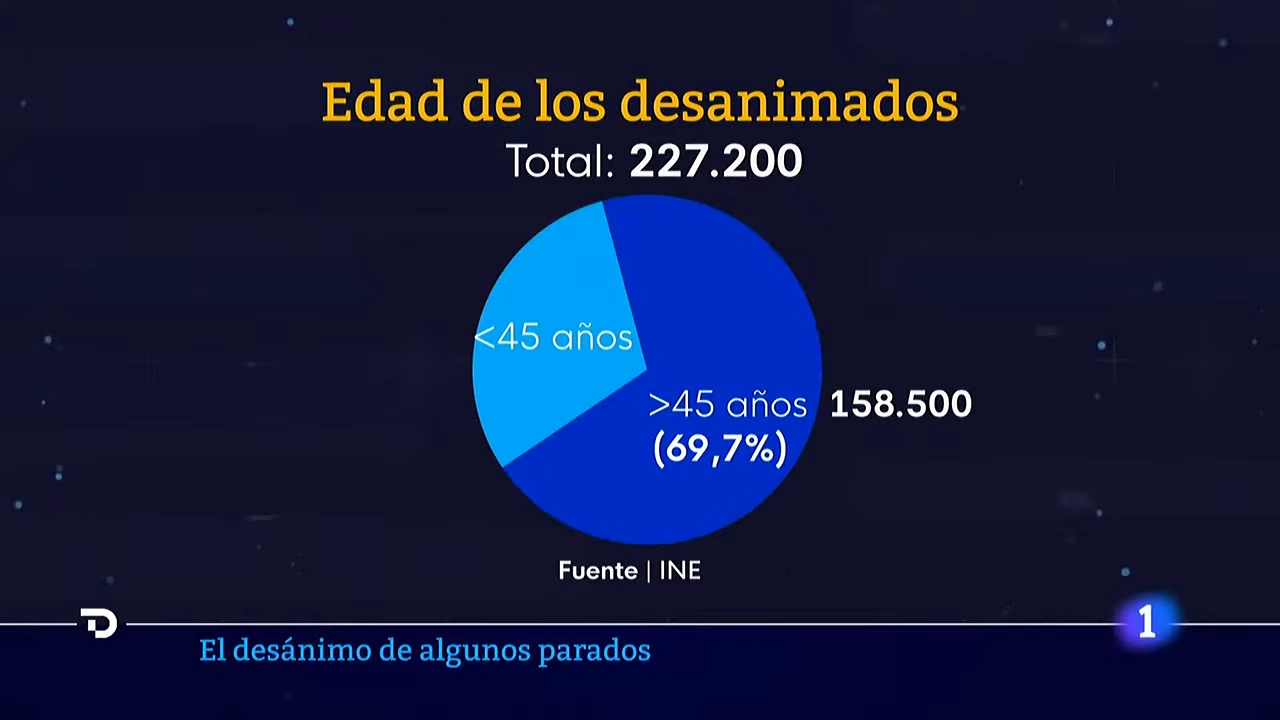 Edad de los desanimados
Total: 227.200
<45 años
>45 años 158.500
(69,7%)
Fuente | INE
1
El desánimo de algunos parados